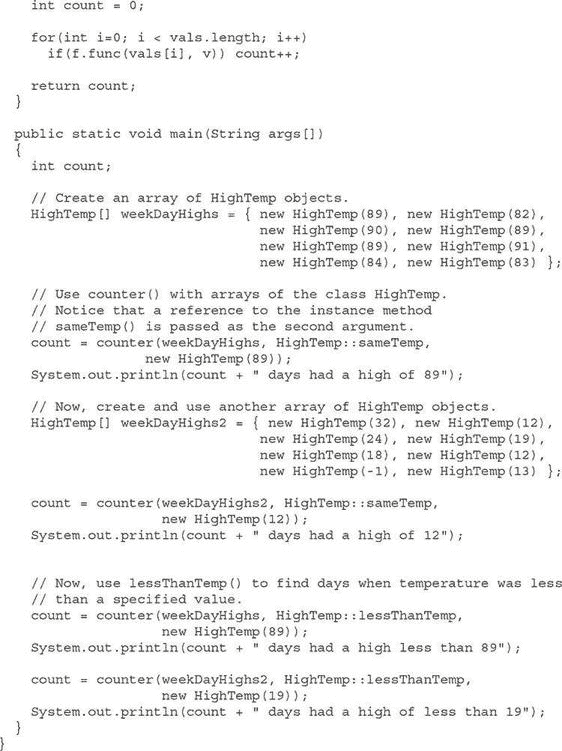 int count = 0;
for(int i=0; i < vals.length; i++)
if(f.func(vals[i], v)) count++;
return count;
}
public static void main(String args[])
{
int count;
// Create an array of HighTemp objects.
HighTemp[] weekDayHighs = { new HighTemp(89), new HighTemp(82),
new HighTemp(90), new HighTemp(89),
new HighTemp(89), new HighTemp(91),
new HighTemp(84), new HighTemp(83) };
// Use counter() with arrays of the class HighTemp.
// Notice that a reference to the instance method
// sameTemp() is passed as the second argument.
count = counter(weekDayHighs, HighTemp::sameTemp,
new HighTemp(89));
System.out.println(count + " days had a high of 89");
// Now, create and use another array of HighTemp objects.
HighTemp[] weekDayHighs2 = { new HighTemp(32), new HighTemp(12),
new HighTemp(24), new HighTemp(19),
new HighTemp(18), new HighTemp(12),
new HighTemp(-1), new HighTemp(13) };
count = counter(weekDayHighs2, HighTemp::sameTemp,
new HighTemp(12));
System.out.println(count + " days had a high of 12");
// Now, use lessThanTemp() to find days when temperature was less
// than a specified value.
count = counter(weekDayHighs, HighTemp::lessThanTemp,
new HighTemp(89));
System.out.println(count + " days had a high less than 89");
count = counter(weekDayHighs2, HighTemp::lessThanTemp,
new HighTemp(19));
System.out.println(count + " days had a high of less than 19");
}
}